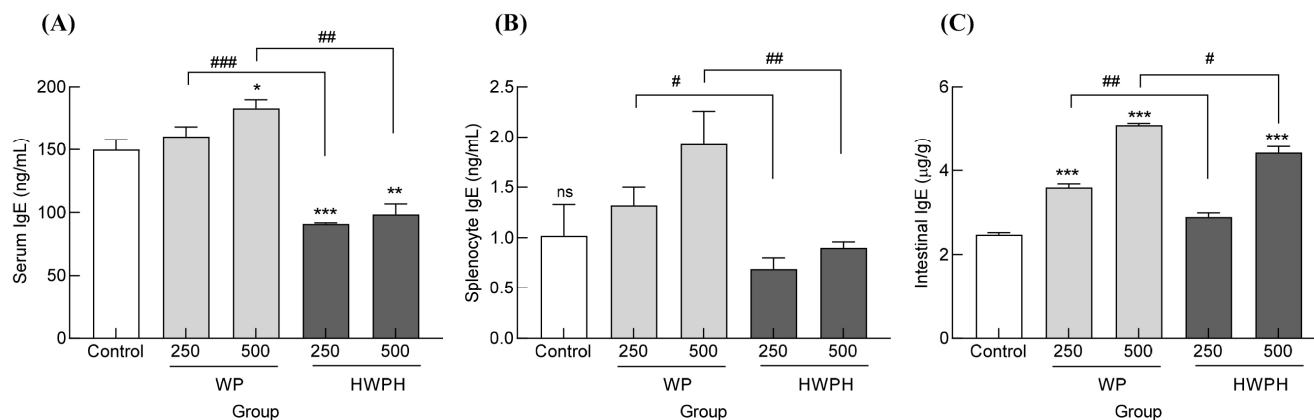 (A)
##
###
*
***
**
200
150
100
50
0
Serum IgE (ng/mL)
Control 250 500 250 500
WP HWPH
Group
(B)
##
#
ns
2.5
2.0
1.5
1.0
0.5
0.0
Splenocyte IgE (ng/mL)
Control 250 500 250 500
WP HWPH
Group
(C)
#
##
***
***
***
6
4
2
0
Intestinal IgE (µg/g)
Control 250 500 250 500
WP HWPH
Group